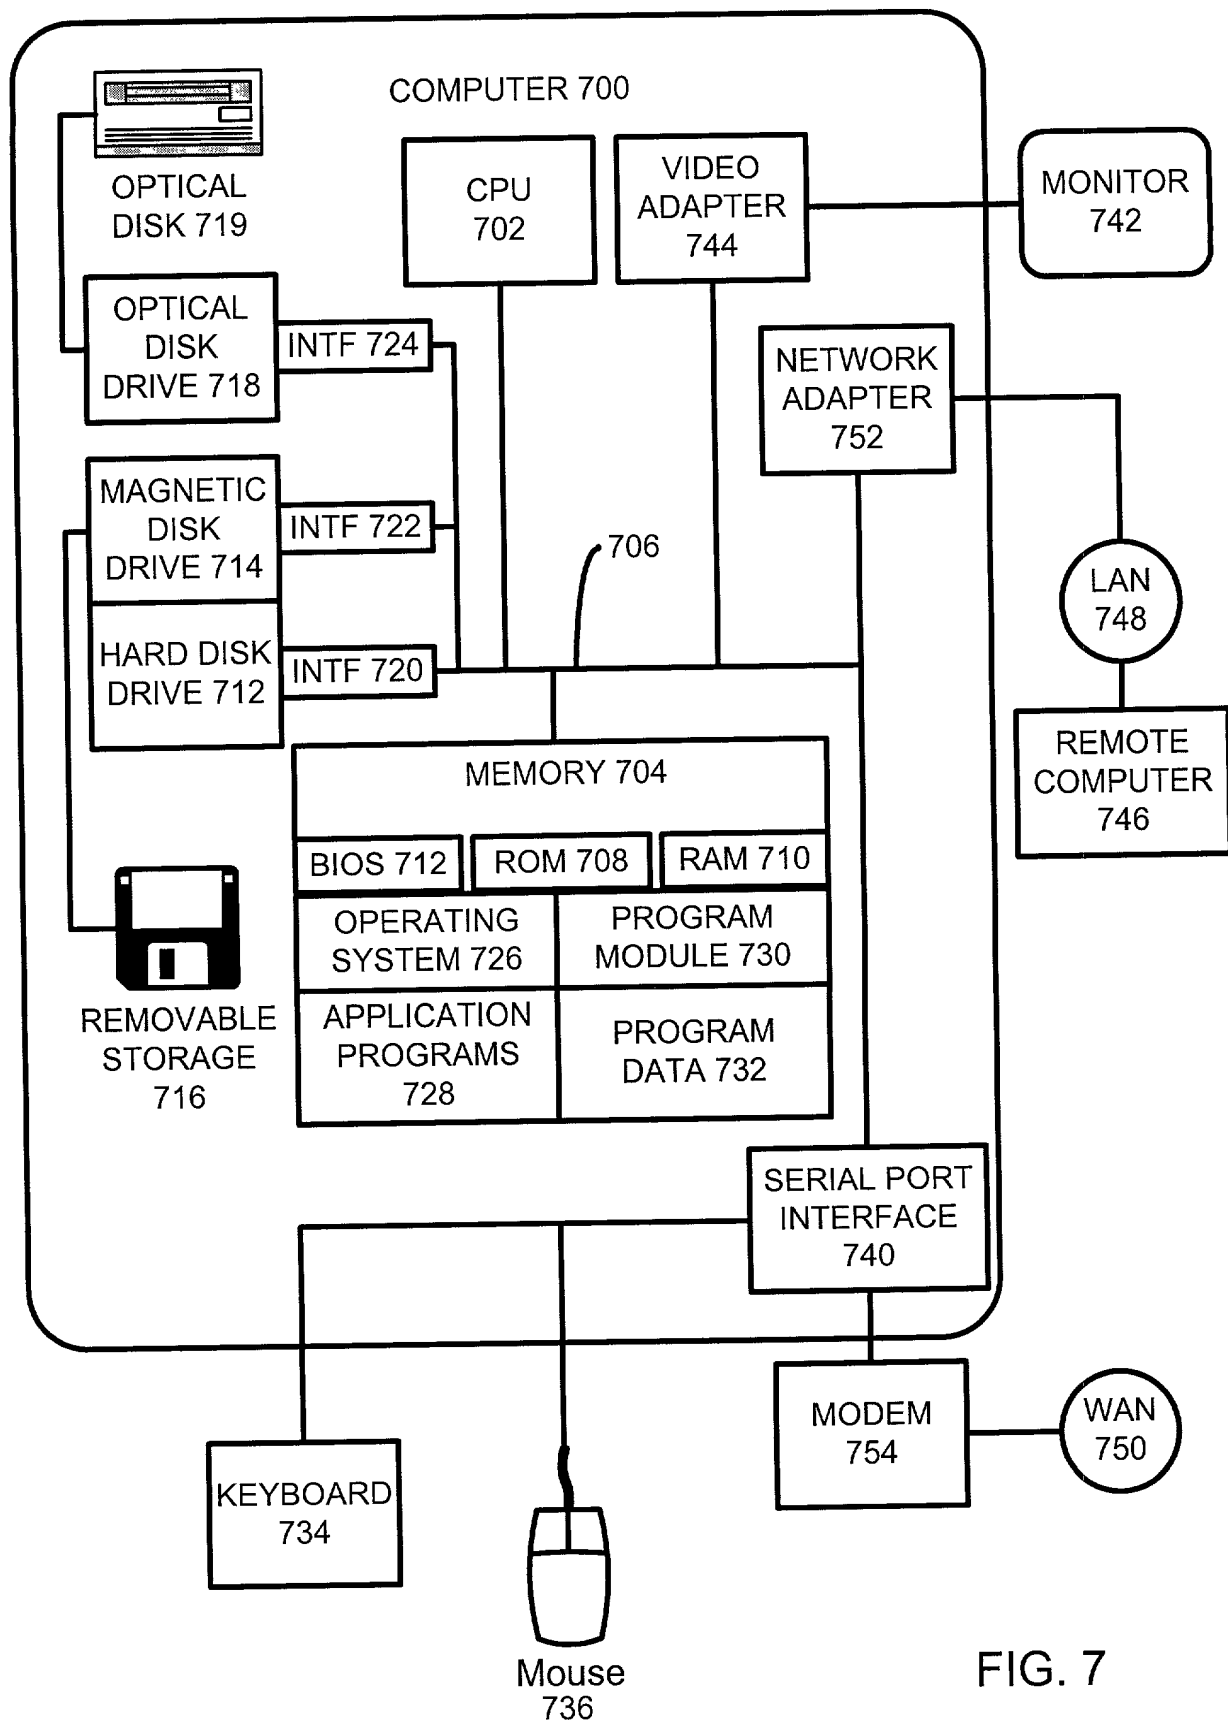 COMPUTER 700
OPTICAL
DISK 719
CPU
702
VIDEO
ADAPTER
744
MONITOR
742
OPTICAL
DISK
DRIVE 718
INTF 724
NETWORK
ADAPTER
752
MAGNETIC
DISK
DRIVE 714
INTF 722
706
LAN
748
HARD DISK
DRIVE 712
INTF 720
REMOTE
COMPUTER
746
MEMORY 704
BIOS 712
ROM 708
RAM 710
OPERATING
SYSTEM 726
PROGRAM
MODULE 730
APPLICATION
PROGRAMS
728
PROGRAM
DATA 732
REMOVABLE
STORAGE
716
SERIAL PORT
INTERFACE
740
MODEM
754
WAN
750
KEYBOARD
734
Mouse
736
FIG. 7